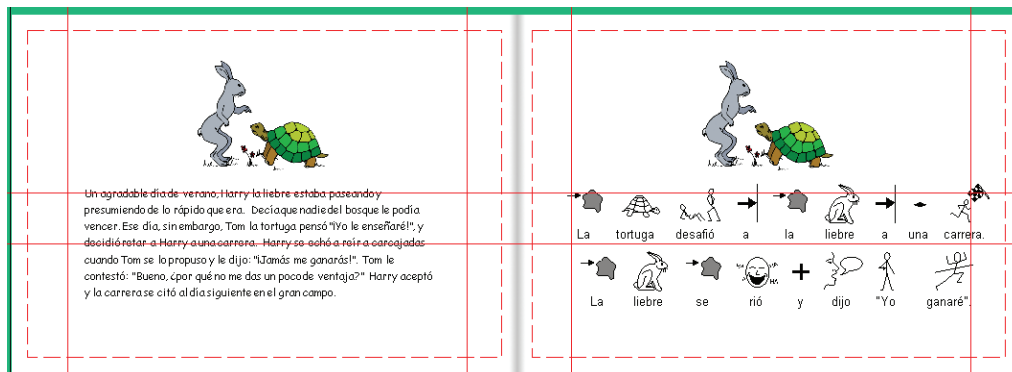 Un agradable día de verano, Harry la liebre estaba paseando y
presumiendo de lo rápido que era. Decía que nadie del bosque le podía
vencer. Ese día, sin embargo, Tom la tortuga pensó "¡Yo le enseñaré!", y
decidió retar a Harry a una carrera. Harry se echó a reír a carcajadas
cuando Tom se lo propuso y le dijo: "¡Jamás me ganarás!". Tom le
contestó: "Bueno, ¿por qué no me das un poco de ventaja?" Harry aceptó
y la carrera se citó al día siguiente en el gran campo.
La tortuga desafió a la liebre a una carrera.
HA
La liebre se rió y dijo "Yo ganaré".